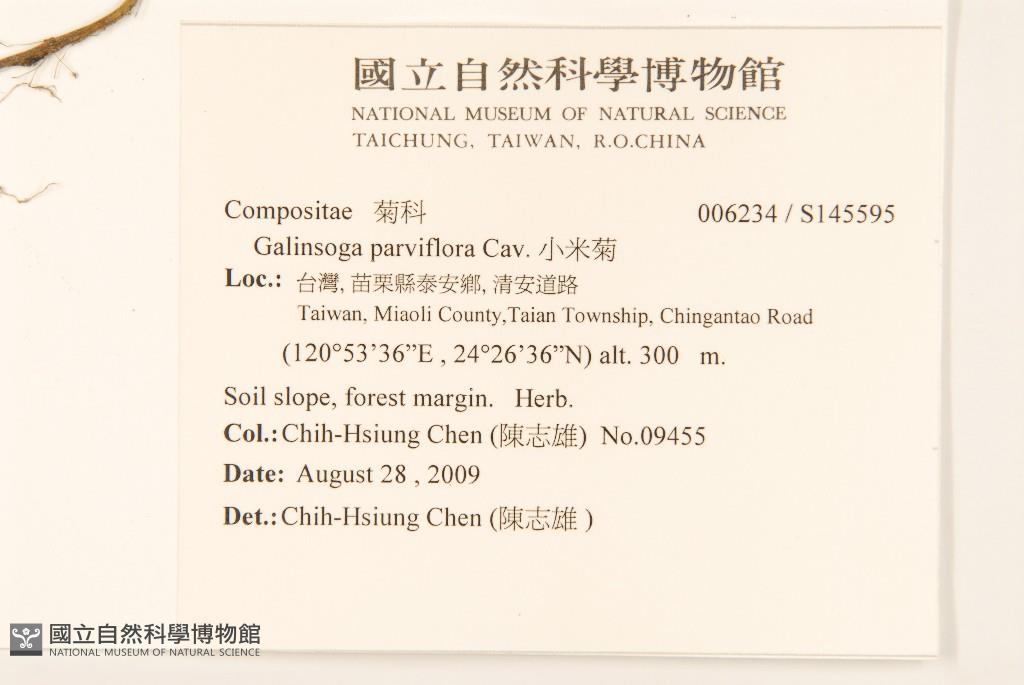 國立自然科學博物館
NATIONAL MUSEUM OF NATURAL SCIENCE
TAICHUNG, TAIWAN, R.O.CHINA
Compositae 菊科 006234 / S145595
Galinsoga parviflora Cav. 小米菊
Loc.: 台灣, 苗栗縣泰安鄉, 清安道路
Taiwan, Miaoli County,Taian Township, Chingantao Road
(120°53’36”E , 24°26’36”N) alt. 300 m.
Soil slope, forest margin. Herb.
Col.: Chih-Hsiung Chen (陳志雄) No.09455
Date: August 28 , 2009
Det.: Chih-Hsiung Chen (陳志雄 )
國立自然科學博物館
NATIONAL MUSEUM OF NATURAL SCIENCE